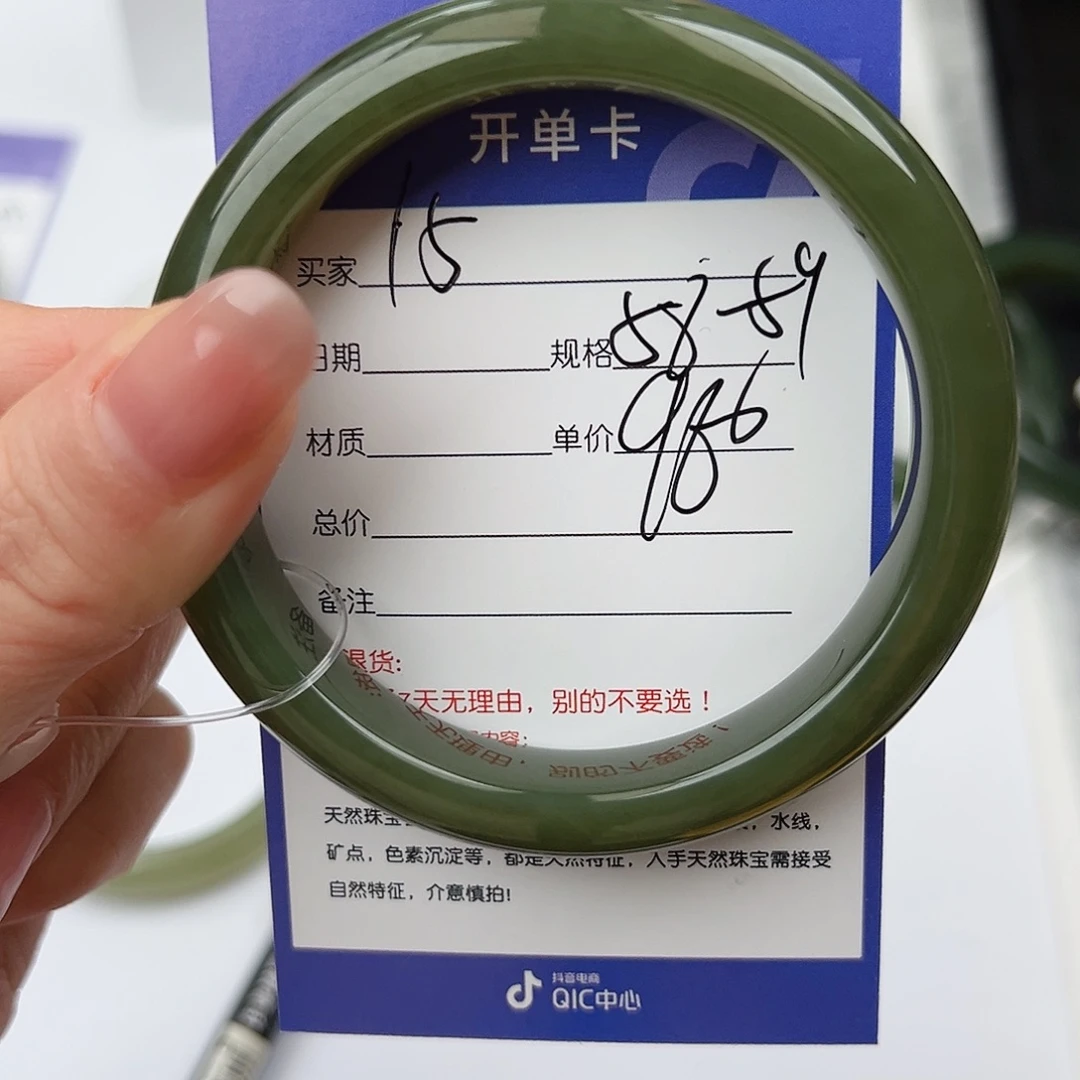 开单卡
买家 15
日期 规格 58-59
材质 单价 986
总价
备注
退货:
7天无理由，别的不要选！
内容:
天然珠宝 水线，
矿点，色素沉淀等，都是天然特征，入手天然珠宝需接受
自然特征，介意慎拍!
抖音电商
QIC中心